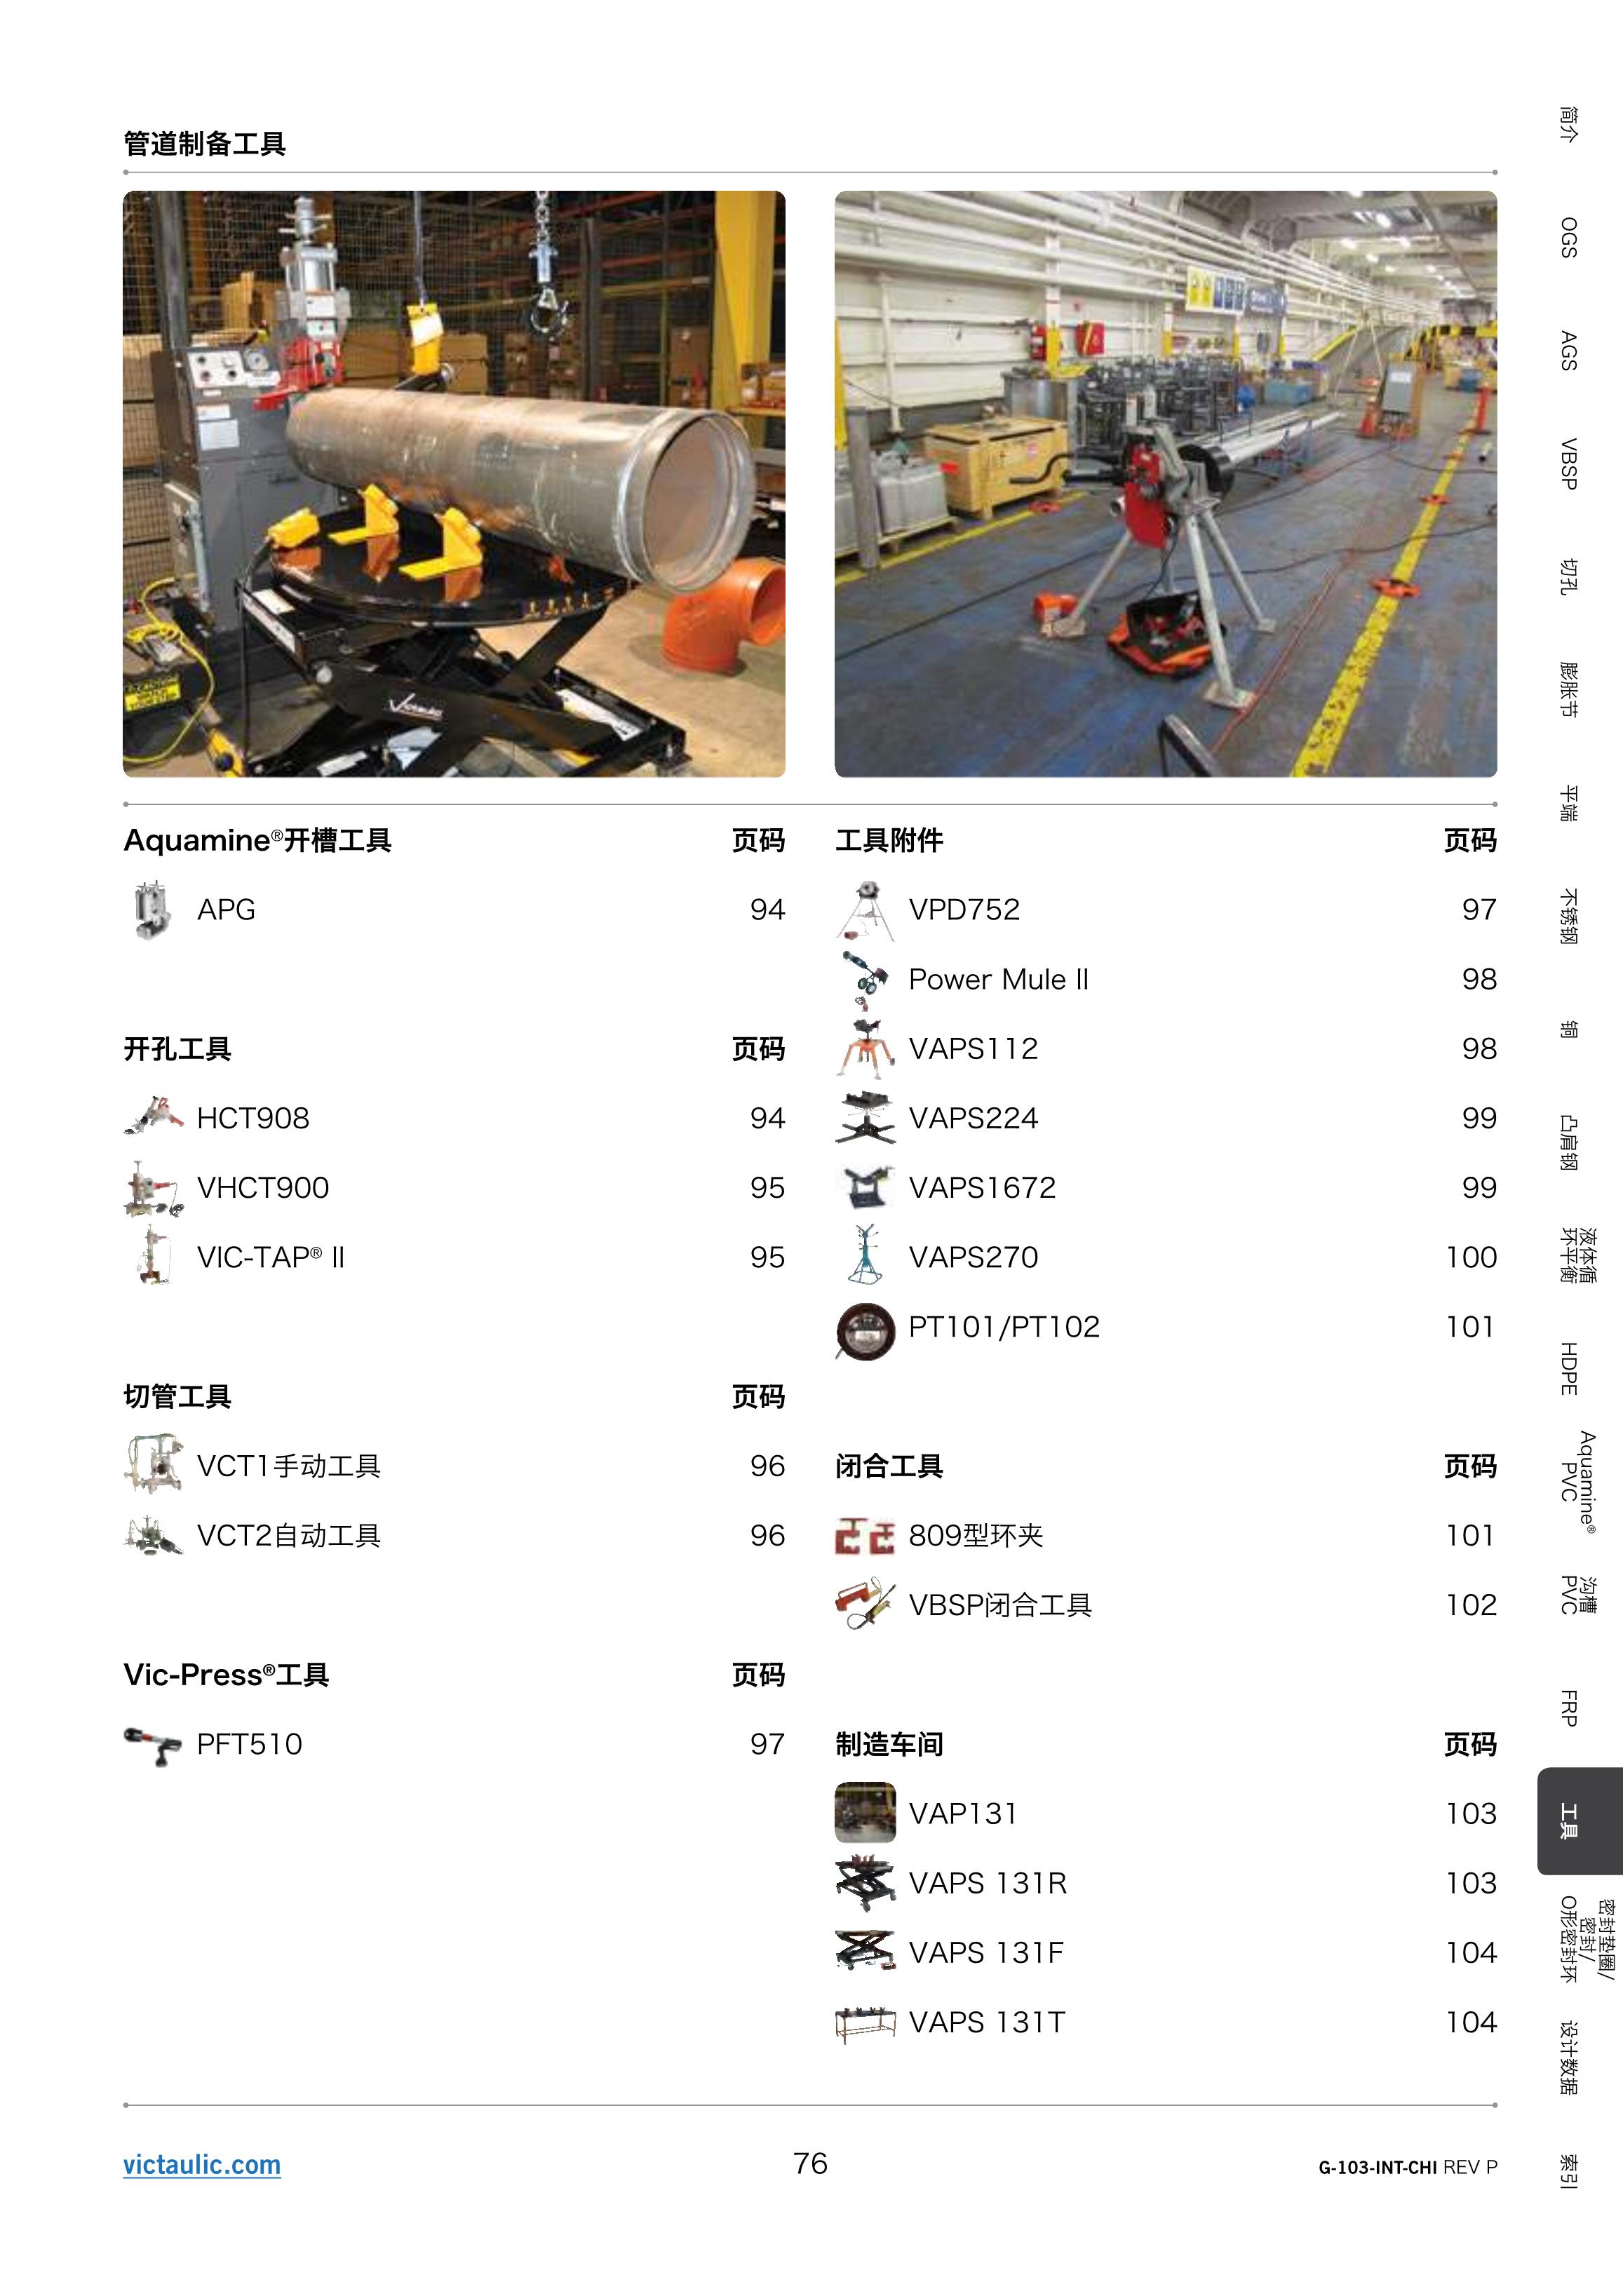 管道制备工具
Victaulic
Aquamine®开槽工具 页码
APG 94
开孔工具 页码
HCT908 94
VHCT900 95
VIC-TAP® II 95
切管工具 页码
VCT1手动工具 96
VCT2自动工具 96
Vic-Press®工具 页码
PFT510 97
工具附件 页码
VPD752 97
Power Mule II 98
VAPS112 98
VAPS224 99
VAPS1672 99
VAPS270 100
PT101/PT102 101
闭合工具 页码
809型环夹 101
VBSP闭合工具 102
制造车间 页码
VAP131 103
VAPS 131R 103
VAPS 131F 104
VAPS 131T 104
victaulic.com
76
G-103-INT-CHI REV P
简介
OGS
AGS
VBSP
切孔
膨胀节
平端
不锈钢
铜
凸肩钢
液体循
环平衡
HDPE
Aquamine®
PVC
沟槽
PVC
FRP
工具
密封垫圈/
密封/
O形密封环
设计数据
索引